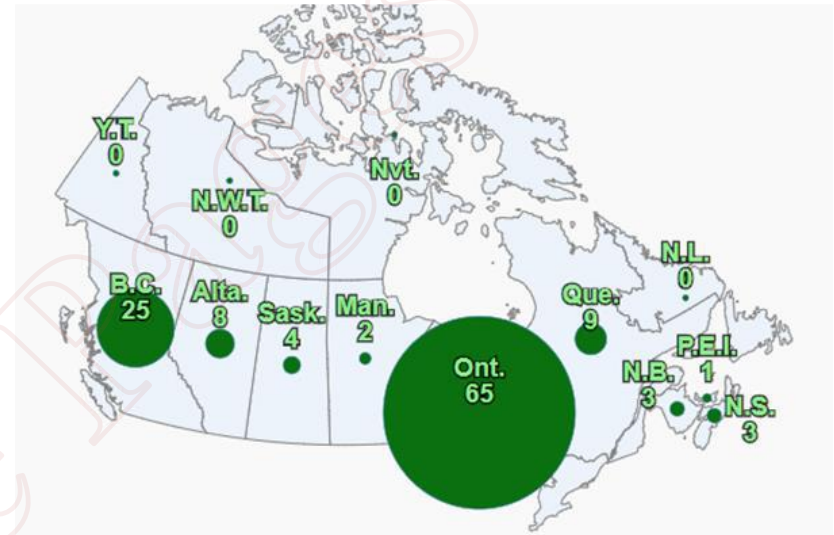 Y.T.
0
N.W.T.
0
Nvt.
0
B.C.
25
Alta.
8
Sask.
4
Man.
2
Ont.
65
Que.
9
N.L.
0
P.E.I.
1
N.B.
3
N.S.
3